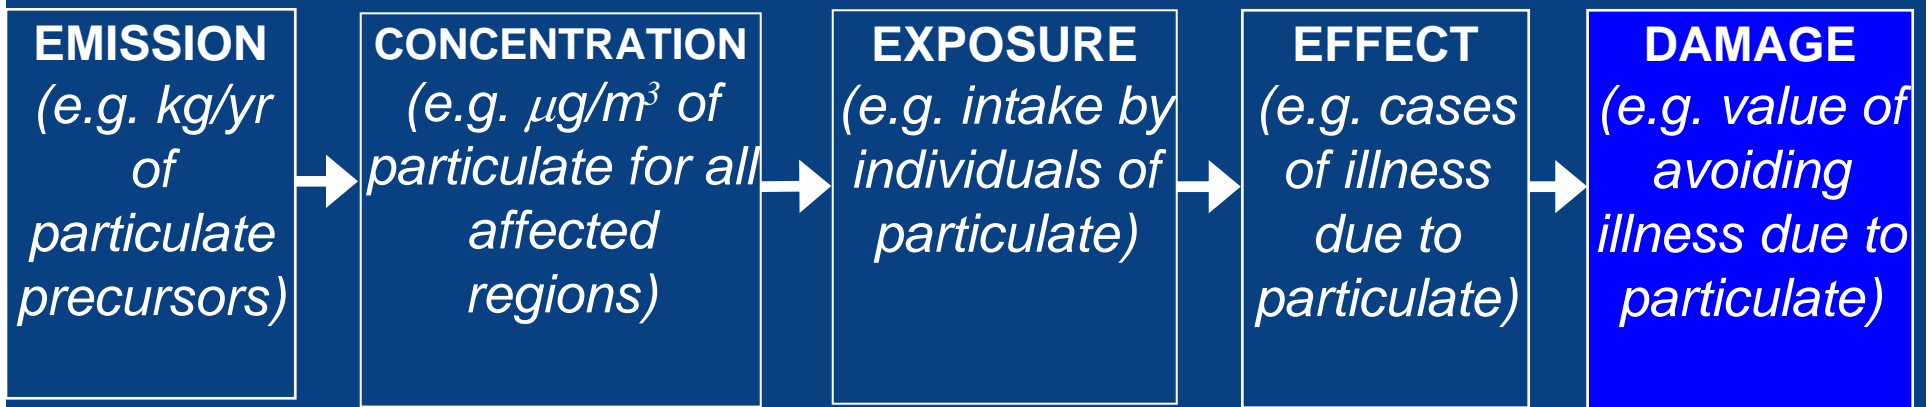 EMISSION
(e.g. kg/yr
of
particulate
precursors)
CONCENTRATION
(e.g. μg/m³ of
particulate for all
affected
regions)
EXPOSURE
(e.g. intake by
individuals of
particulate)
EFFECT
(e.g. cases
of illness
due to
particulate)
DAMAGE
(e.g. value of
avoiding
illness due to
particulate)